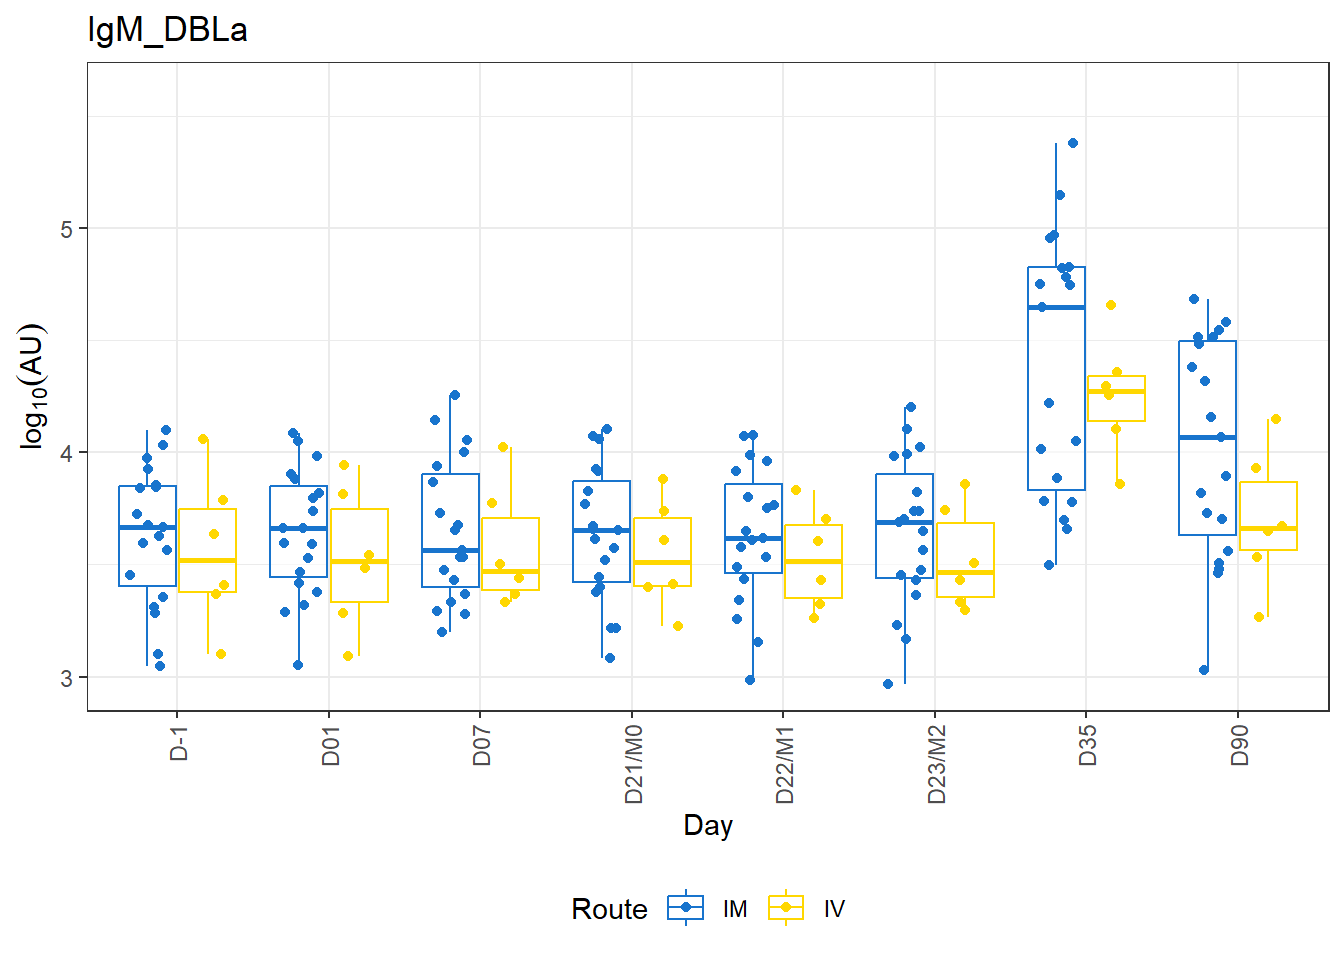 IgM_DBLa
log₁₀(AU)
5
4
3
D-1
D01
D07
D21/M0
D22/M1
D23/M2
D35
D90
Day
Route IM IV